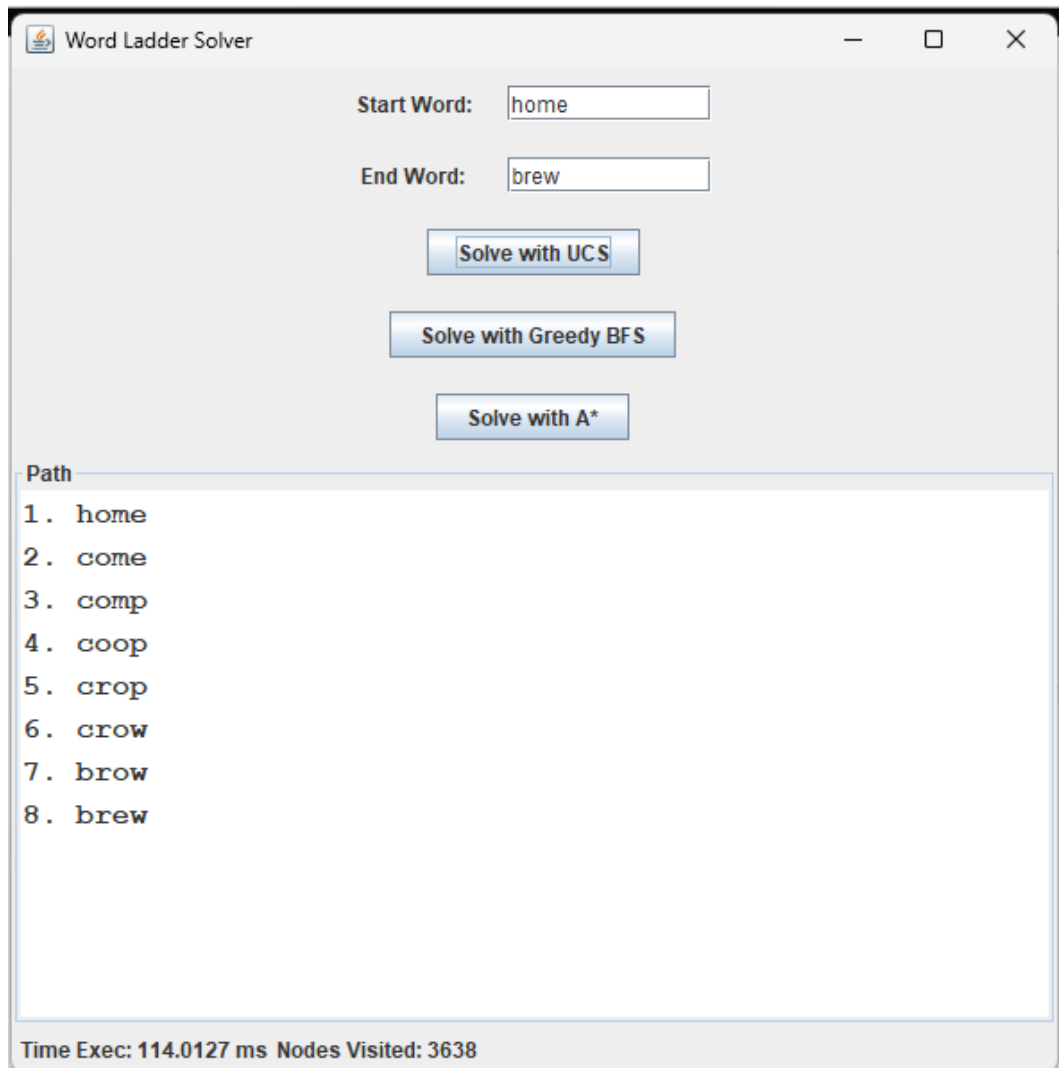 Word Ladder Solver
Start Word: home
End Word: brew
Solve with UCS
Solve with Greedy BFS
Solve with A*
Path
1. home
2. come
3. comp
4. coop
5. crop
6. crow
7. brow
8. brew
Time Exec: 114.0127 ms Nodes Visited: 3638